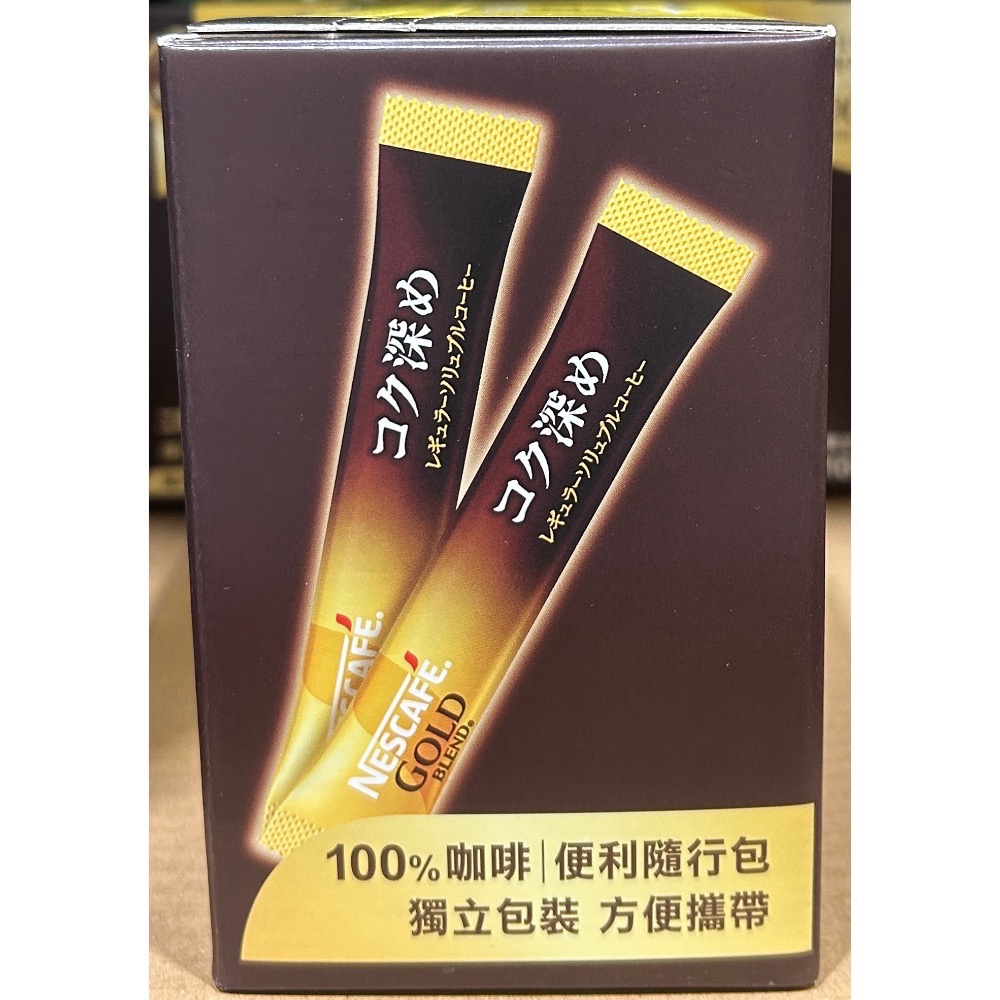 コク深め
レギュラーソリュブルコーヒー
NESCAFÉ.
コク深め
レギュラーソリュブルコーヒー
NESCAFÉ.
GOLD
BLEND®
100%咖啡|便利隨行包
獨立包裝 方便攜帶